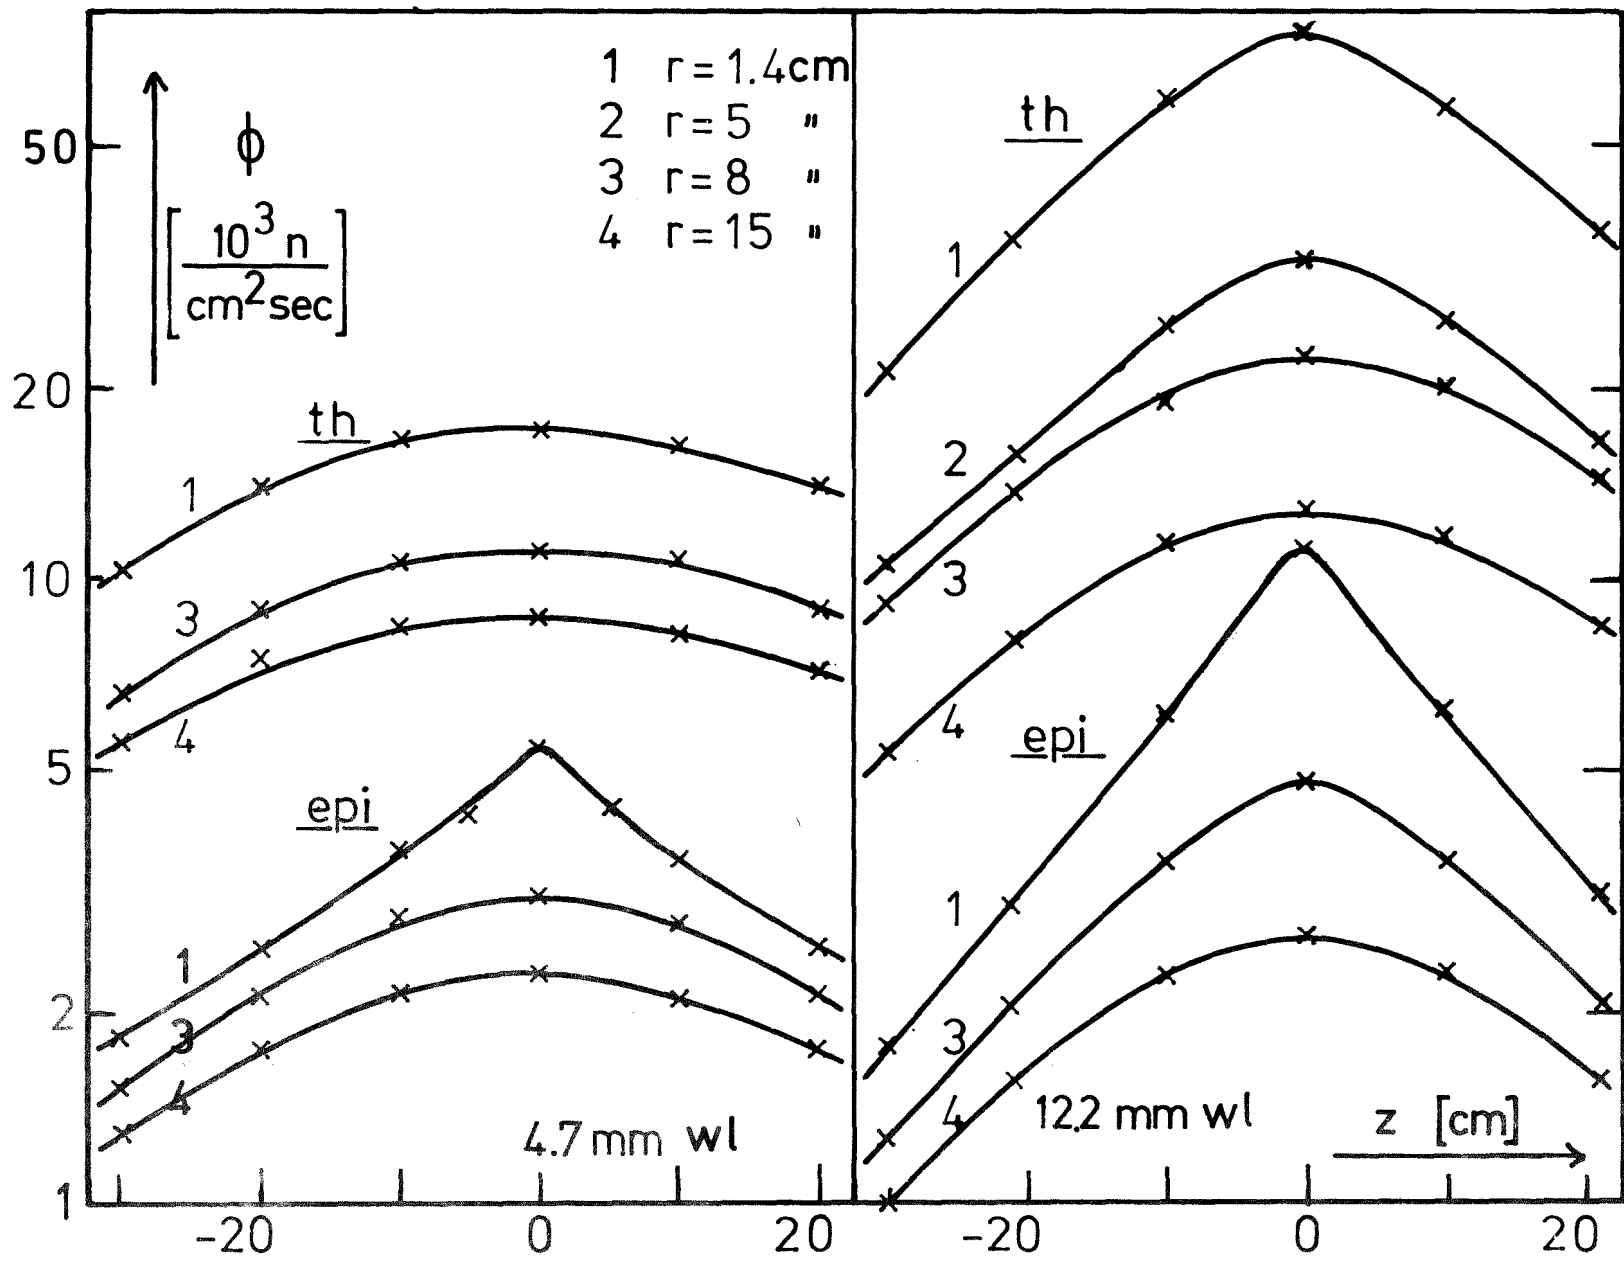 1 r = 1.4cm
2 r = 5 "
3 r = 8 "
4 r = 15 "
ϕ
[10³ n / cm² sec]
50
20
10
5
2
1
th
1
3
4
epi
1
3
4
4.7 mm wl
-20 0 20
th
1
2
3
4
epi
1
3
4
12.2 mm wl
z [cm]
-20 0 20